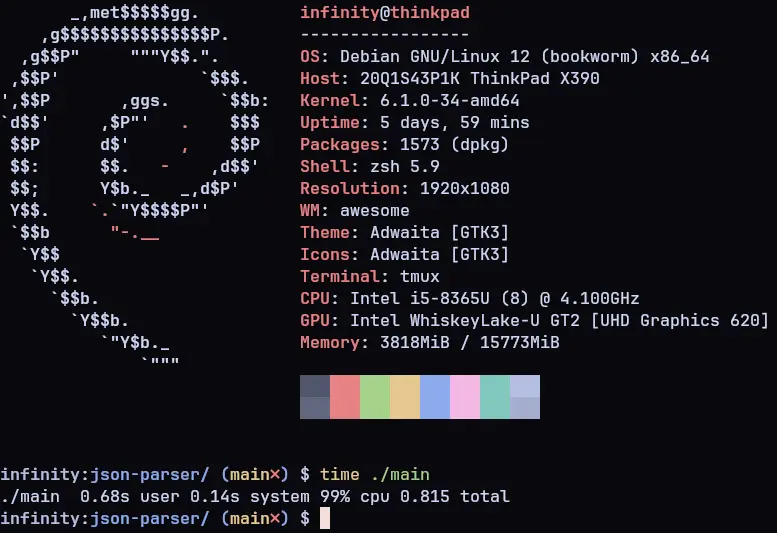 infinity@thinkpad
-----------------
OS: Debian GNU/Linux 12 (bookworm) x86_64
Host: 20Q1S43P1K ThinkPad X390
Kernel: 6.1.0-34-amd64
Uptime: 5 days, 59 mins
Packages: 1573 (dpkg)
Shell: zsh 5.9
Resolution: 1920x1080
WM: awesome
Theme: Adwaita [GTK3]
Icons: Adwaita [GTK3]
Terminal: tmux
CPU: Intel i5-8365U (8) @ 4.100GHz
GPU: Intel WhiskeyLake-U GT2 [UHD Graphics 620]
Memory: 3818MiB / 15773MiB
infinity:json-parser/ (main×) $ time ./main
./main  0.68s user 0.14s system 99% cpu 0.815 total
infinity:json-parser/ (main×) $